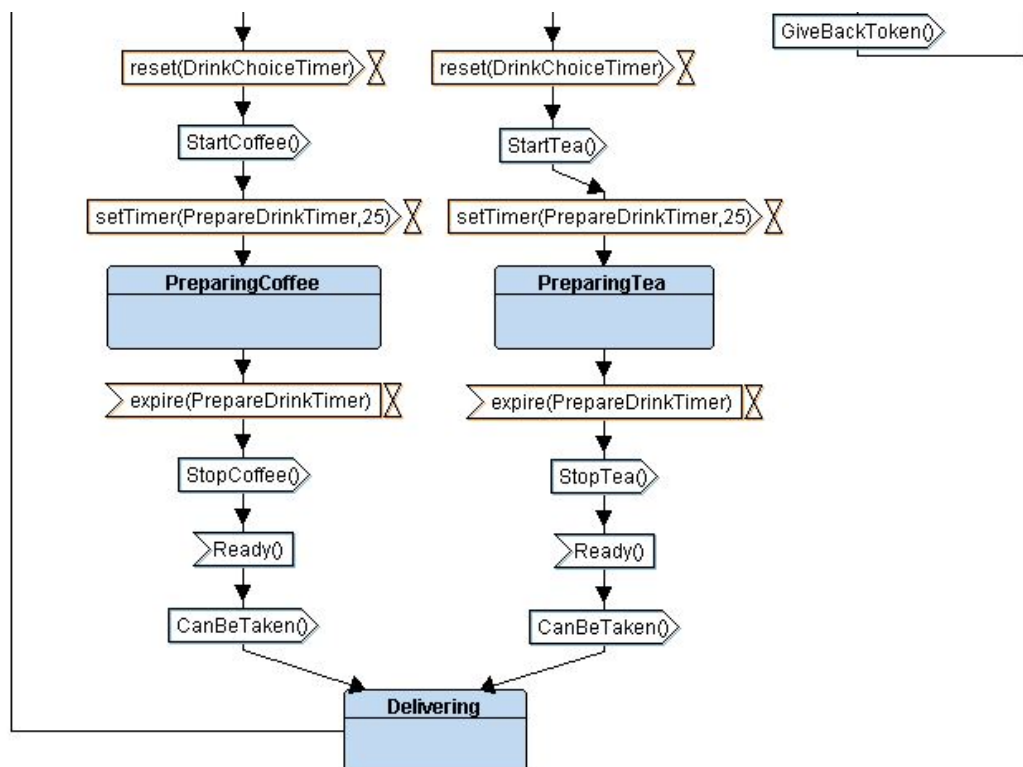 GiveBackToken()
reset(DrinkChoiceTimer)
reset(DrinkChoiceTimer)
StartCoffee()
StartTea()
setTimer(PrepareDrinkTimer,25)
setTimer(PrepareDrinkTimer,25)
PreparingCoffee
PreparingTea
expire(PrepareDrinkTimer)
expire(PrepareDrinkTimer)
StopCoffee()
StopTea()
Ready()
Ready()
CanBeTaken()
CanBeTaken()
Delivering